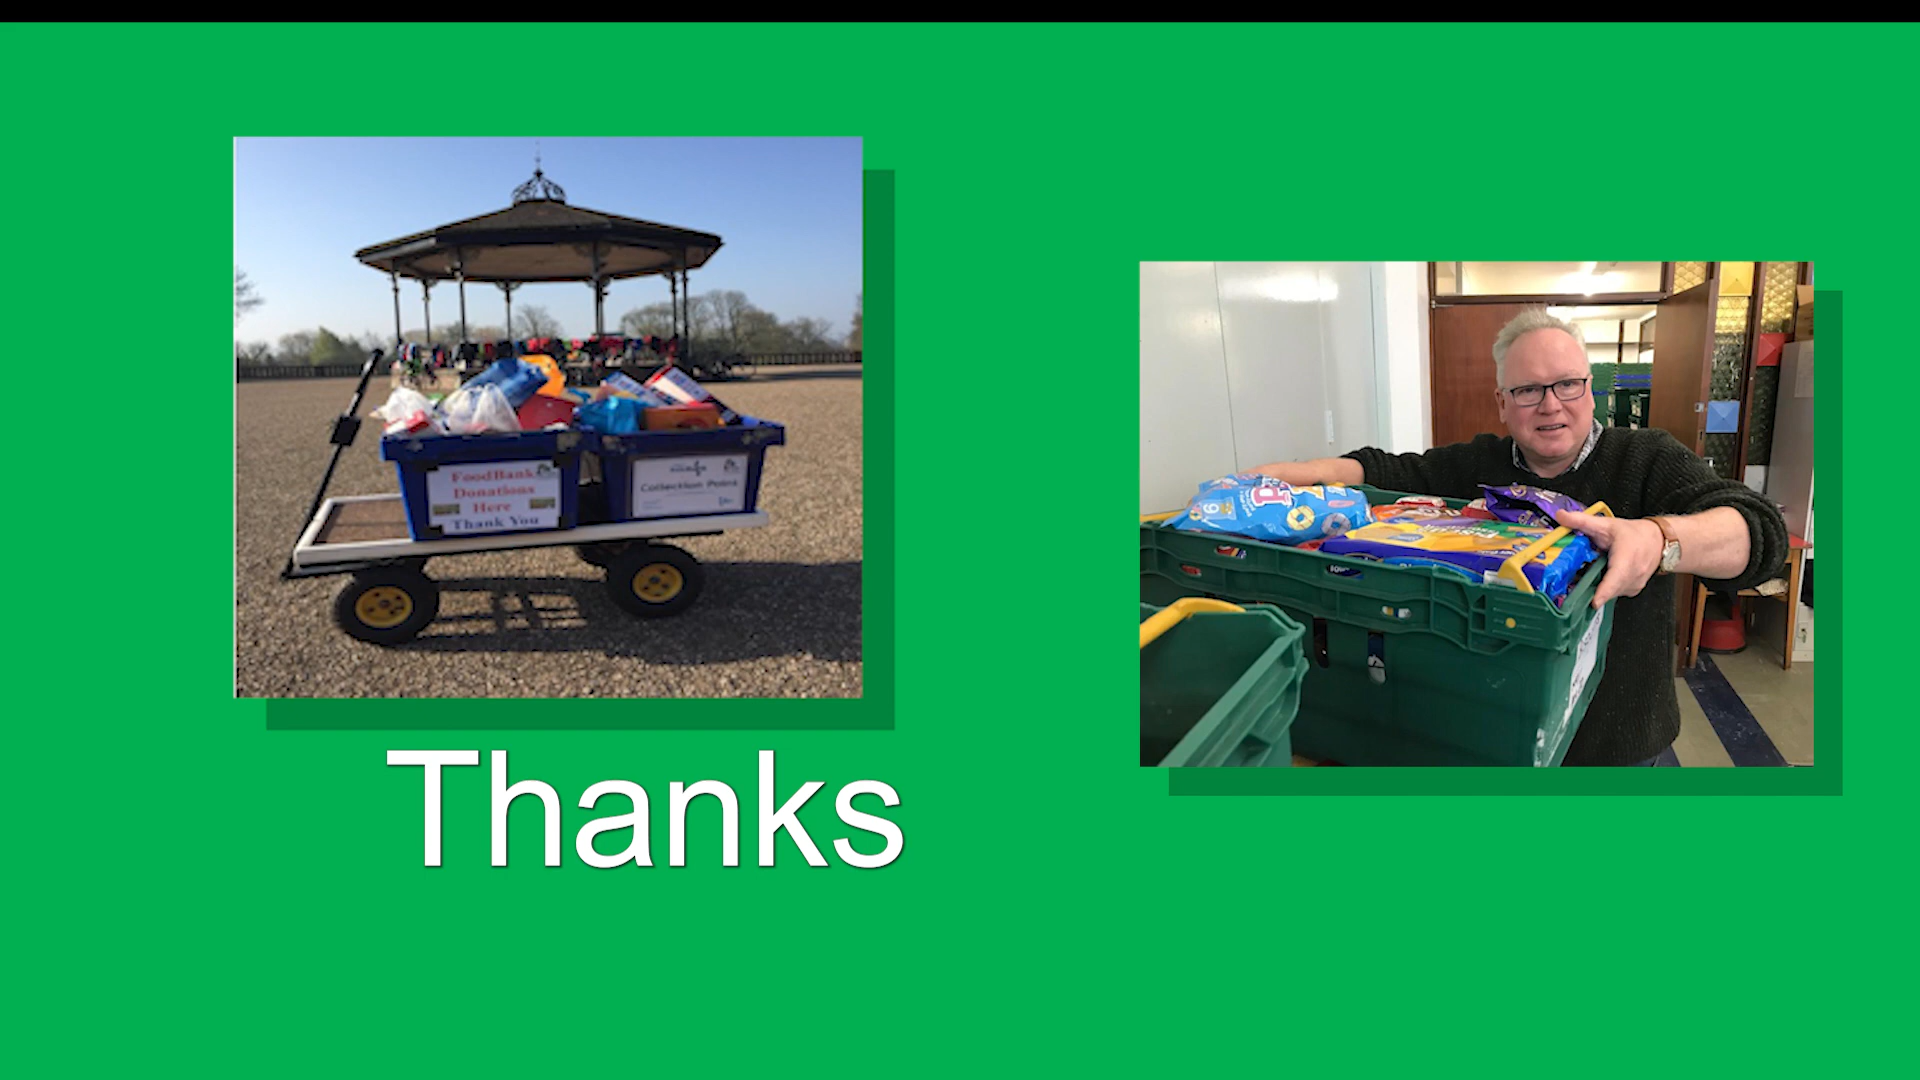 FoodBank
Donations
Here
Thank You
Collection Point
Thanks